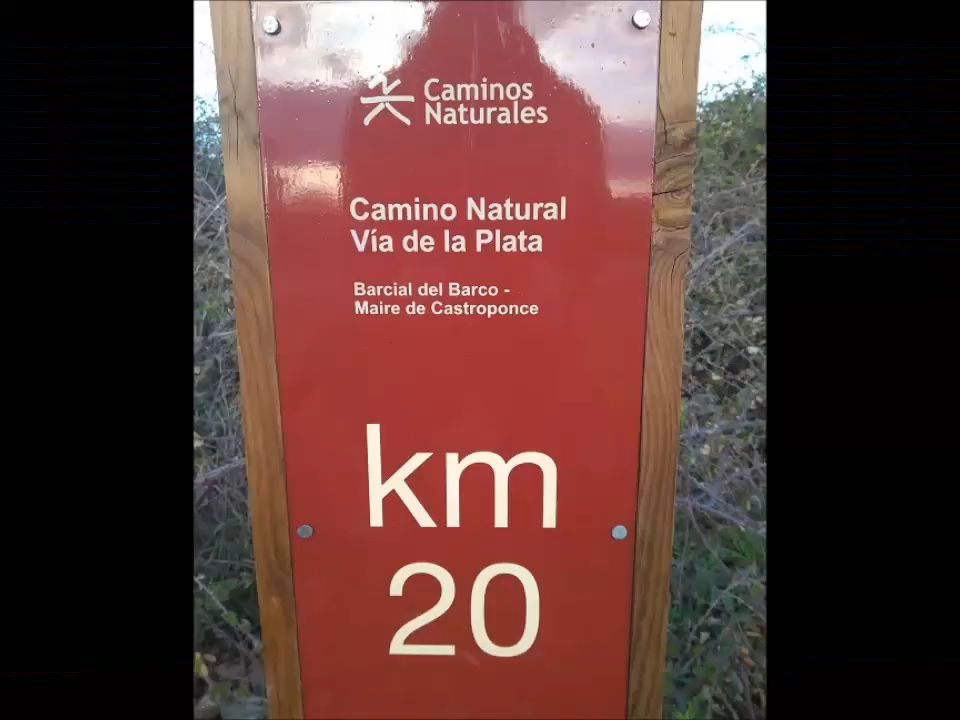 Caminos
Naturales
Camino Natural
Vía de la Plata
Barcial del Barco -
Maire de Castroponce
km
20